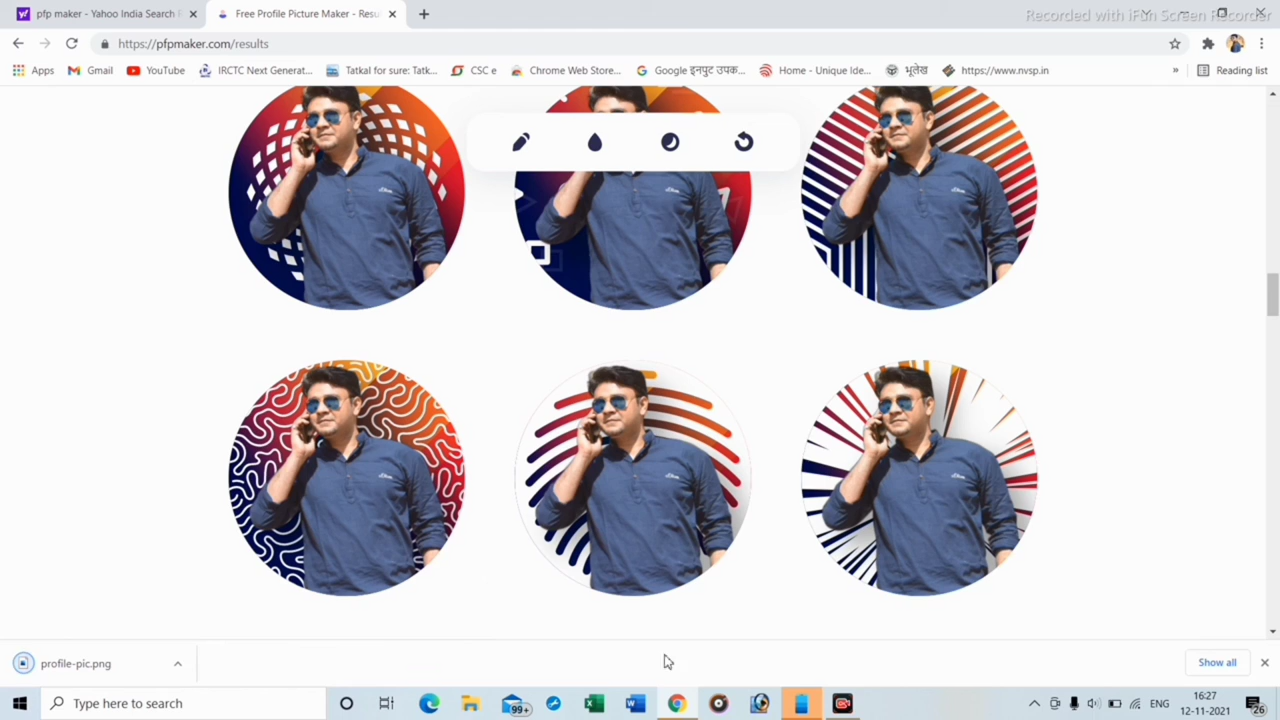 pfp maker - Yahoo India Search R
Free Profile Picture Maker - Resu
Recorded with iFun Screen Recorder
https://pfpmaker.com/results
Apps
Gmail
YouTube
IRCTC Next Generat...
Tatkal for sure: Tatk...
CSC e
Chrome Web Store...
Google इनपुट उपक...
Home - Unique Ide...
भूलेख
https://www.nvsp.in
»
Reading list
profile-pic.png
Show all
Type here to search
99+
ENG
16:27
12-11-2021
26